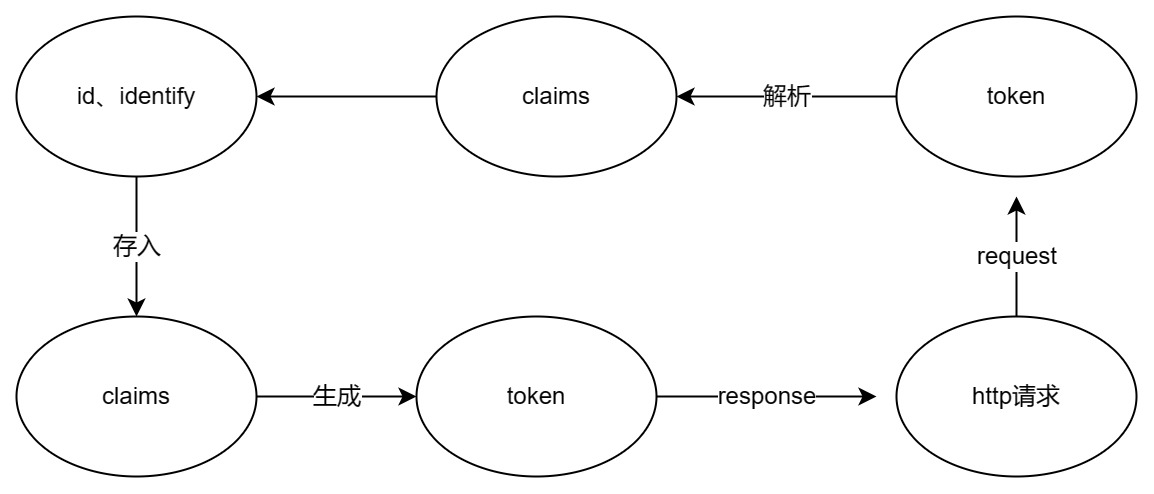 id、identify
claims
解析
token
存入
request
claims
生成
token
response
http请求